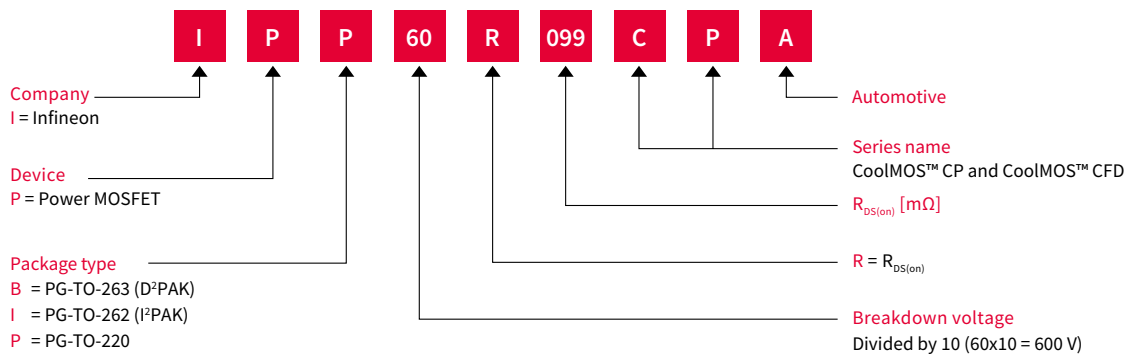 I P P 60 R 099 C P A
Company
I = Infineon
Device
P = Power MOSFET
Package type
B = PG-TO-263 (D²PAK)
I = PG-TO-262 (I²PAK)
P = PG-TO-220
Automotive
Series name
CoolMOS™ CP and CoolMOS™ CFD
RDS(on) [mΩ]
R = RDS(on)
Breakdown voltage
Divided by 10 (60x10 = 600 V)